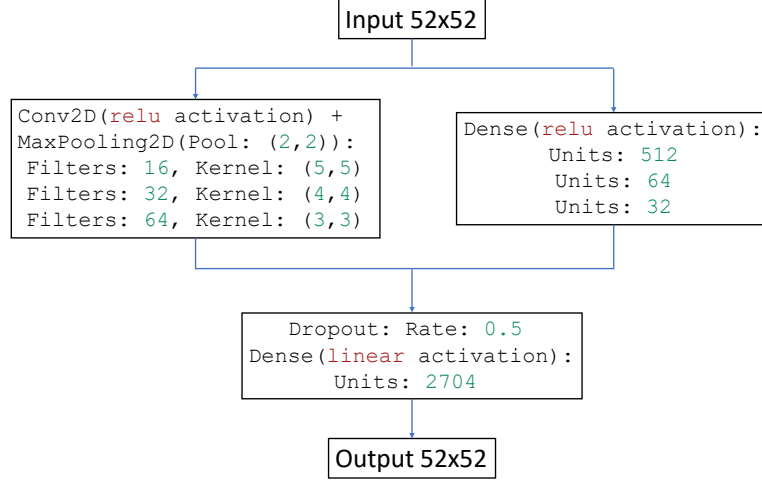 Input 52x52
Conv2D(relu activation) +
MaxPooling2D(Pool: (2,2)):
Filters: 16, Kernel: (5,5)
Filters: 32, Kernel: (4,4)
Filters: 64, Kernel: (3,3)
Dense(relu activation):
Units: 512
Units: 64
Units: 32
Dropout: Rate: 0.5
Dense(linear activation):
Units: 2704
Output 52x52